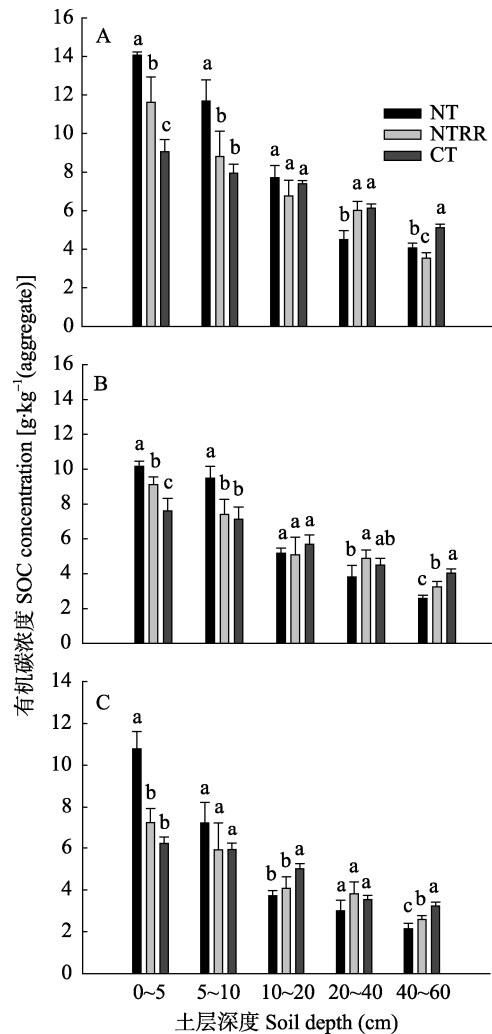 16
A
a
14
b
a
12
c
b
b
10
a a a
8
a a
b
a
b c
6
4
2
0
NT
NTRR
CT
16
B
14
12
a
b
a
10
c
b b
8
a a a
a ab
b
a
b
c
6
4
2
0
14
C
a
12
10
b b
a
a a
8
a
b b
a a a
a
c b
6
4
2
0
0~5 5~10 10~20 20~40 40~60
土层深度 Soil depth (cm)
有机碳浓度 SOC concentration [g·kg⁻¹(aggregate)]